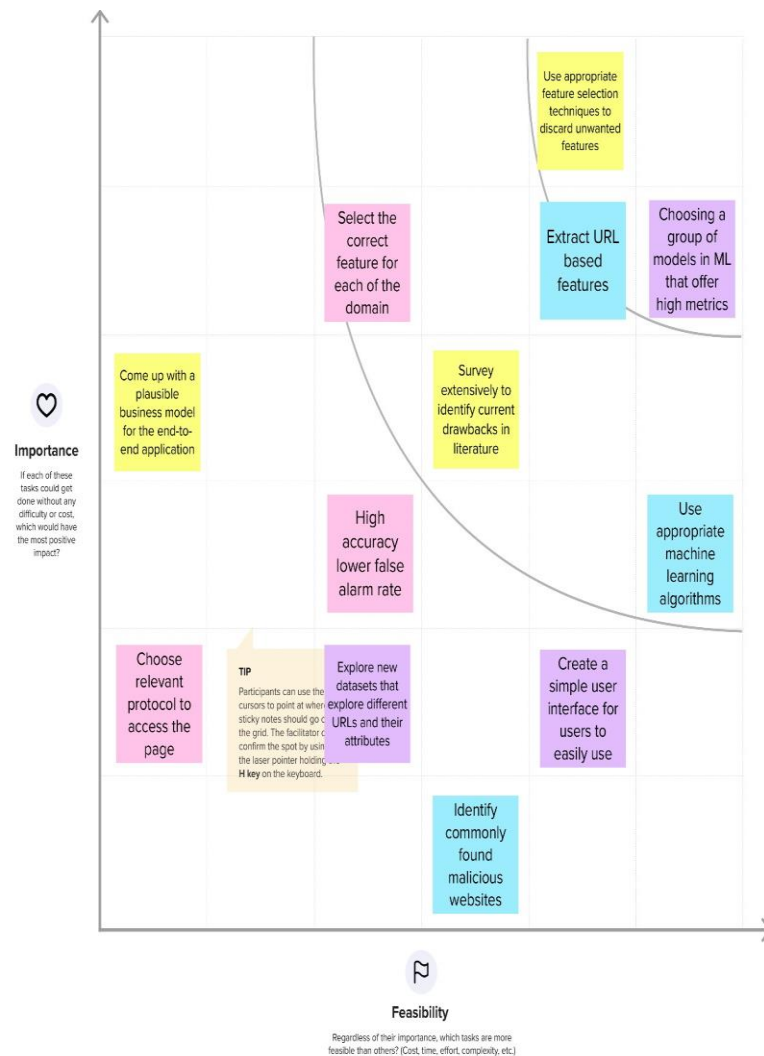 Use appropriate
feature selection
techniques to
discard unwanted
features
Select the
correct
feature for
each of the
domain
Extract URL
based
features
Choosing a
group of
models in ML
that offer
high metrics
Come up with a
plausible
business model
for the end-to-
end application
Survey
extensively to
identify current
drawbacks in
literature
Importance
If each of these
tasks could get
done without any
difficulty or cost,
which would have
the most positive
impact?
High
accuracy
lower false
alarm rate
Use
appropriate
machine
learning
algorithms
Choose
relevant
protocol to
access the
page
TIP
Participants can use the
cursors to point at where
sticky notes should go
the grid. The facilitator
confirm the spot by using
the laser pointer holding
H key on the keyboard.
Explore new
datasets that
explore different
URLs and their
attributes
Create a
simple user
interface for
users to
easily use
Identify
commonly
found
malicious
websites
Feasibility
Regardless of their importance, which tasks are more
feasible than others? (Cost, time, effort, complexity, etc.)